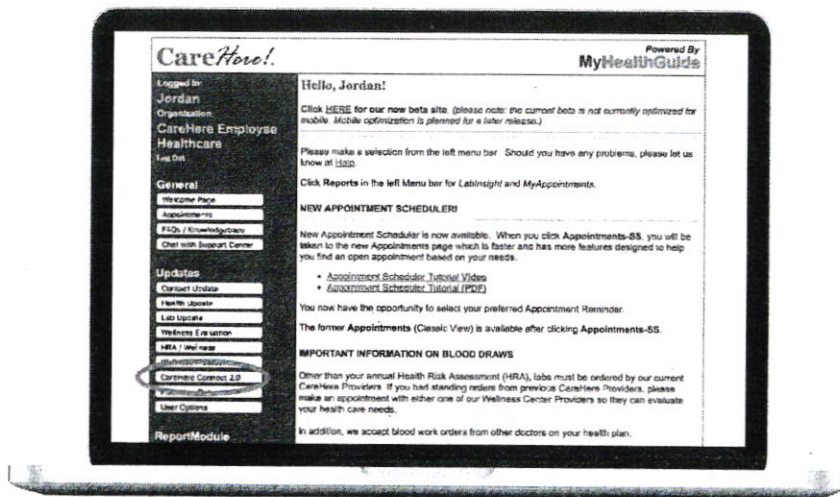 CareHere!.
Powered By
MyHealthGuide
Logged In
Jordan
Organization
CareHere Employee
Healthcare
Log Out
General
Welcome Page
Appointments
FAQs / Knowledgebase
Chat with Support Center
Updates
Contact Update
Health Update
Lab Update
Wellness Evaluation
HRA / Wellness
CareHere Connect 2.0
User Options
ReportModule
Hello, Jordan!
Click HERE for our new beta site. (please note: the current beta is not currently optimized for
mobile. Mobile optimization is planned for a later release.)
Please make a selection from the left menu bar. Should you have any problems, please let us
know at Help.
Click Reports in the left Menu bar for LabInsight and MyAppointments.
NEW APPOINTMENT SCHEDULER!
New Appointment Scheduler is now available. When you click Appointments-SS, you will be
taken to the new Appointments page which is faster and has more features designed to help
you find an open appointment based on your needs.
• Appointment Scheduler Tutorial Video
• Appointment Scheduler Tutorial (PDF)
You now have the opportunity to select your preferred Appointment Reminder.
The former Appointments (Classic View) is available after clicking Appointments-SS.
IMPORTANT INFORMATION ON BLOOD DRAWS
Other than your annual Health Risk Assessment (HRA), labs must be ordered by our current
CareHere Providers. If you had standing orders from previous CareHere Providers, please
make an appointment with either one of our Wellness Center Providers so they can evaluate
your health care needs.
In addition, we accept blood work orders from other doctors on your health plan.